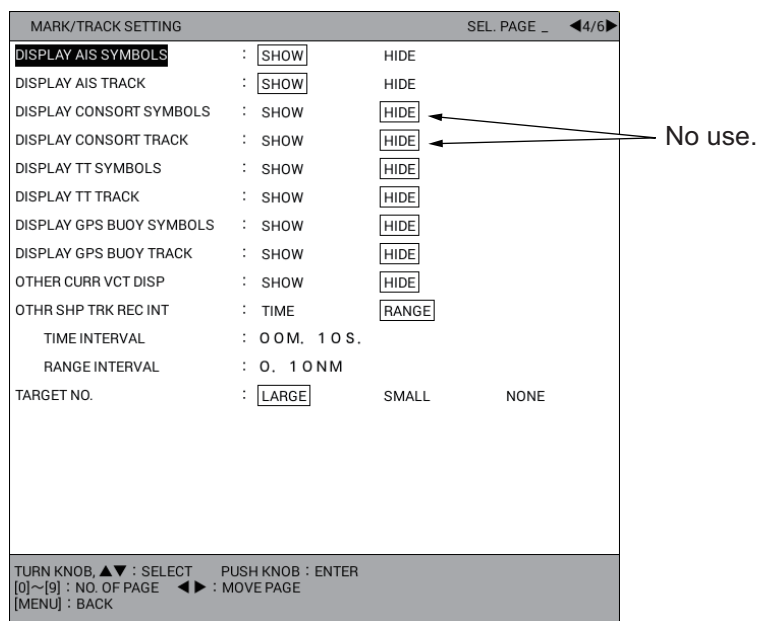 MARK/TRACK SETTING SEL. PAGE _ ◀4/6▶
DISPLAY AIS SYMBOLS : SHOW HIDE
DISPLAY AIS TRACK : SHOW HIDE
DISPLAY CONSORT SYMBOLS : SHOW HIDE
DISPLAY CONSORT TRACK : SHOW HIDE
No use.
DISPLAY TT SYMBOLS : SHOW HIDE
DISPLAY TT TRACK : SHOW HIDE
DISPLAY GPS BUOY SYMBOLS : SHOW HIDE
DISPLAY GPS BUOY TRACK : SHOW HIDE
OTHER CURR VCT DISP : SHOW HIDE
OTHR SHP TRK REC INT : TIME RANGE
TIME INTERVAL : 00M. 10S.
RANGE INTERVAL : 0. 10NM
TARGET NO. : LARGE SMALL NONE
TURN KNOB, ▲▼ : SELECT PUSH KNOB : ENTER
[0]～[9] : NO. OF PAGE ◀ ▶ : MOVE PAGE
[MENU] : BACK